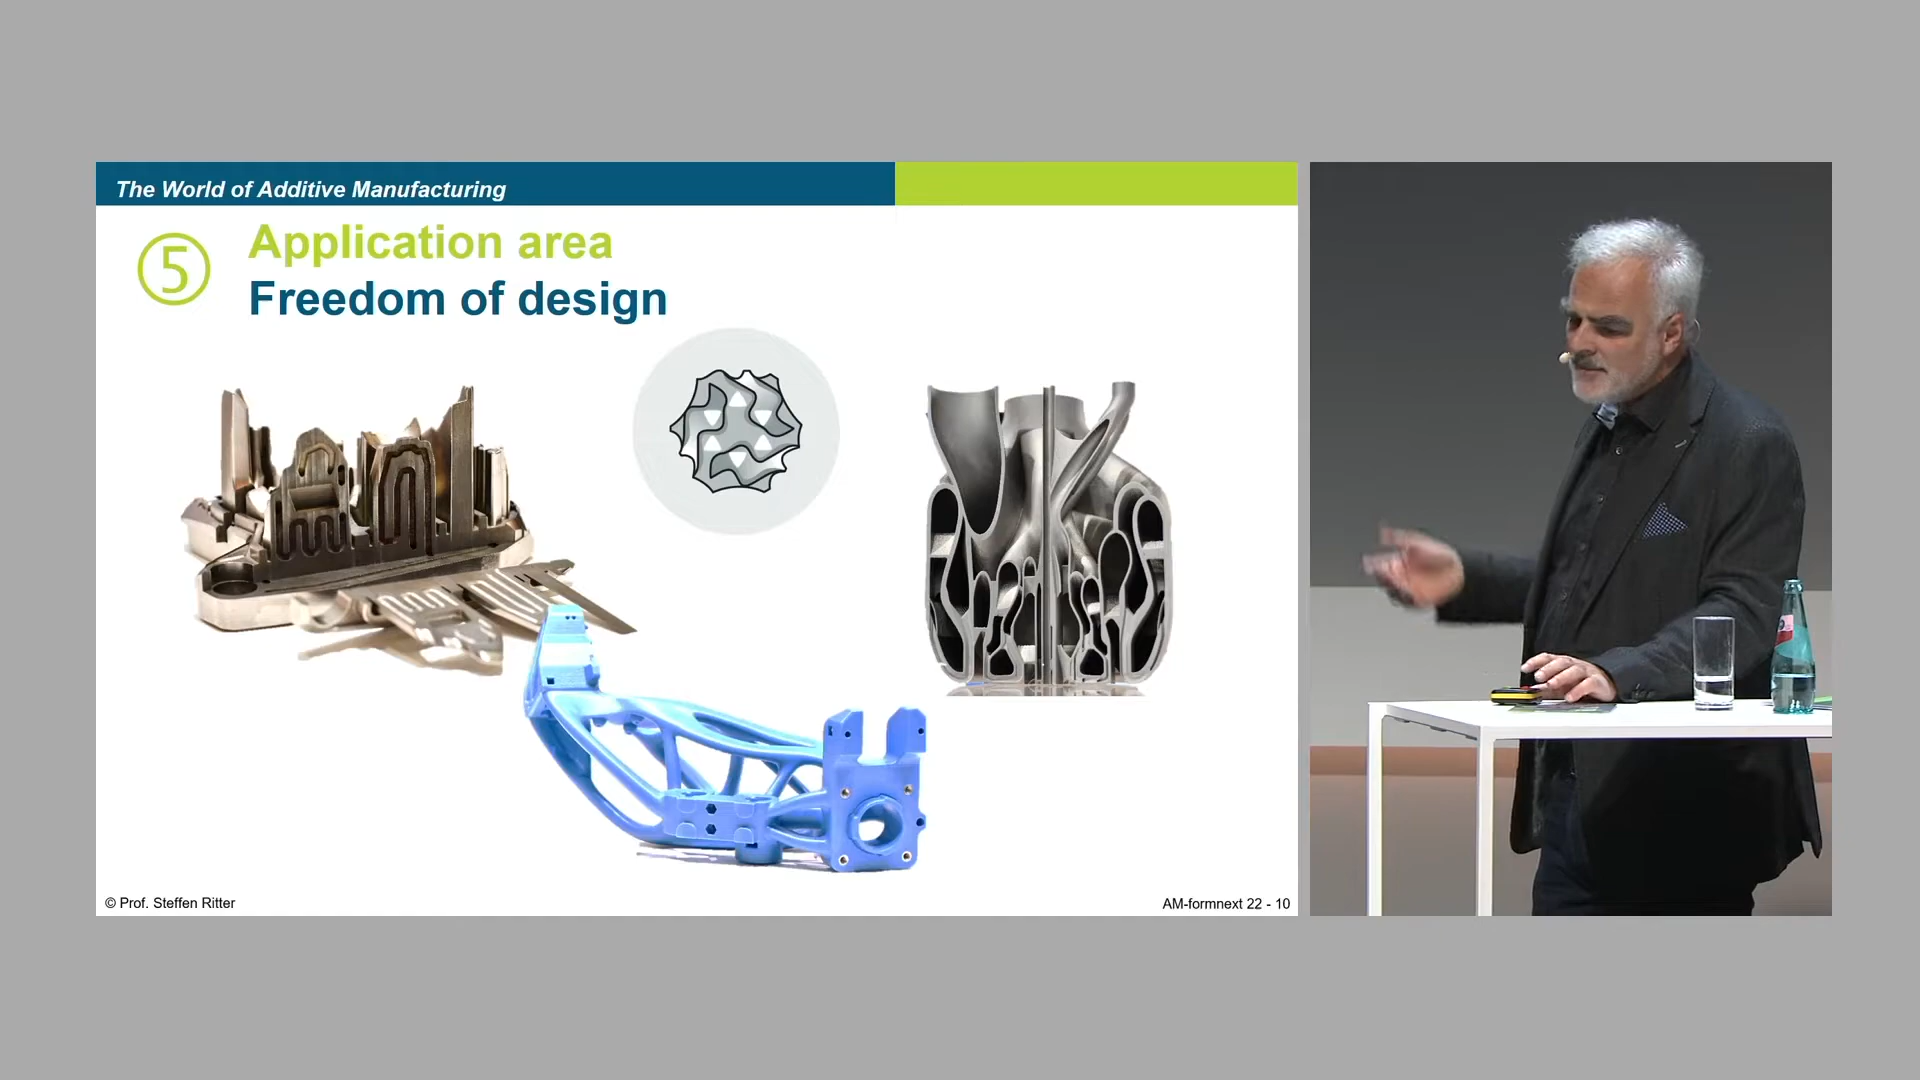 The World of Additive Manufacturing
5
Application area
Freedom of design
© Prof. Steffen Ritter
AM-formnext 22 - 10